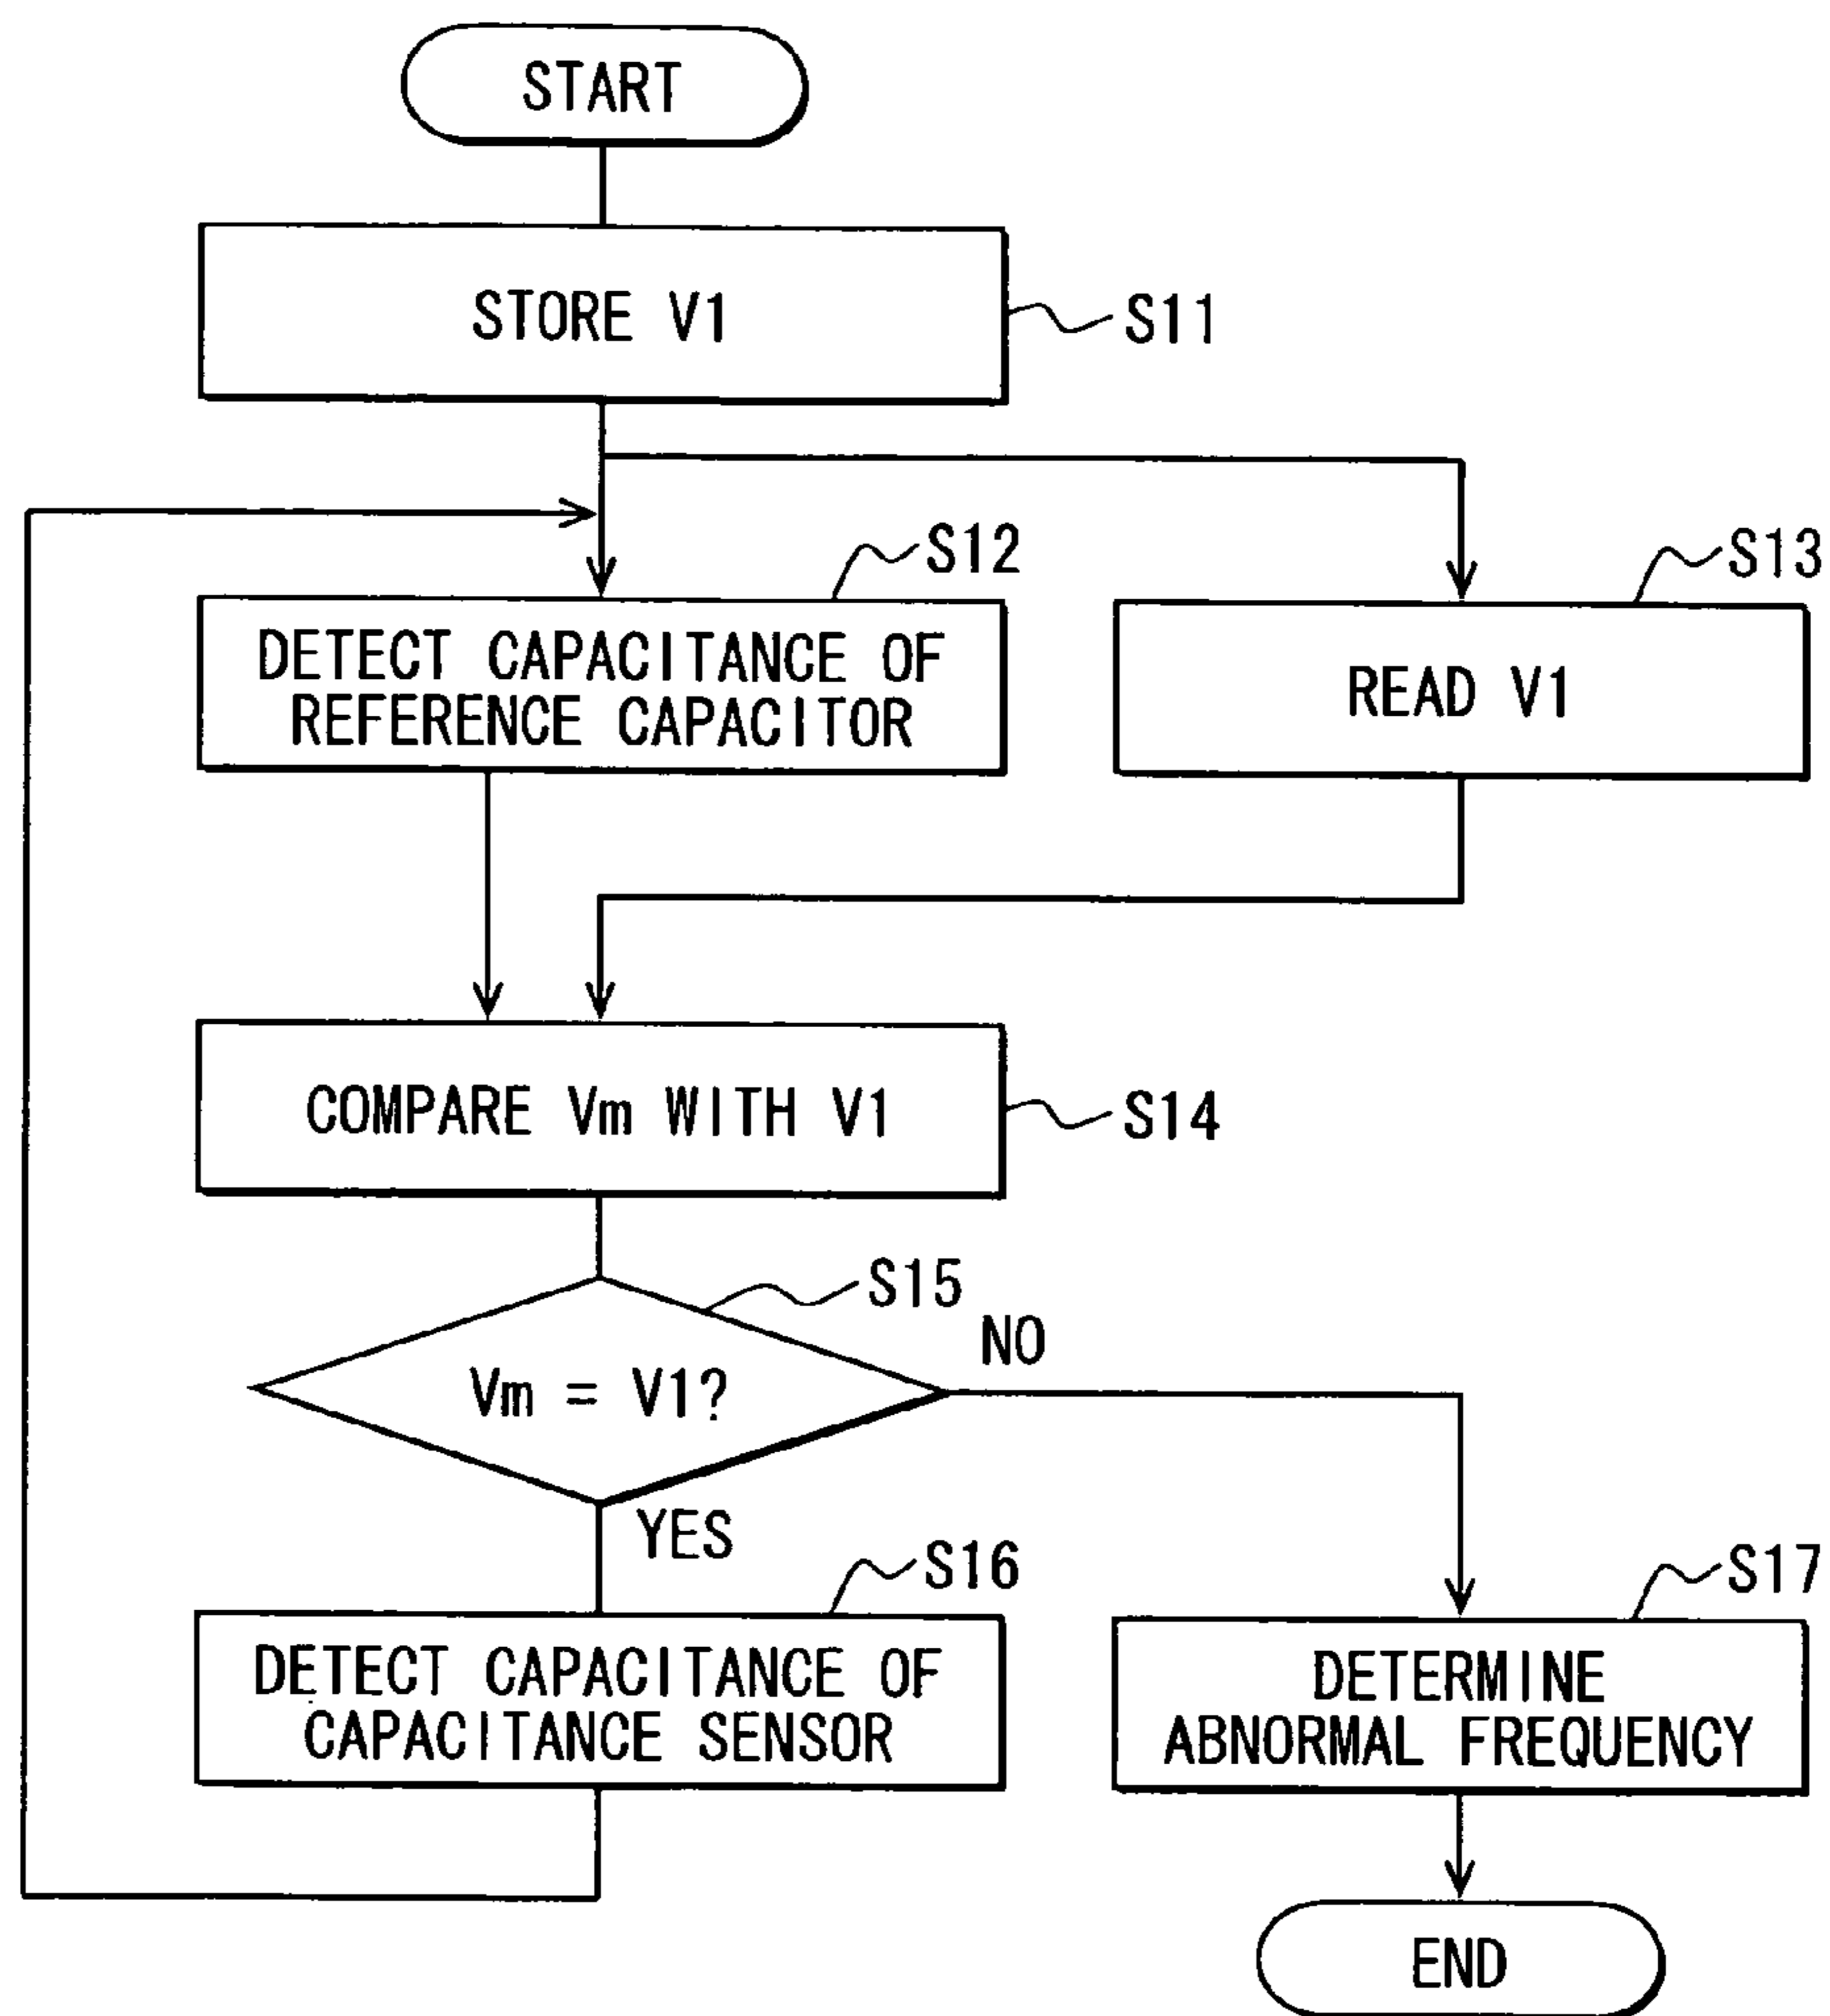 START
STORE V1
S11
S12
S13
DETECT CAPACITANCE OF
REFERENCE CAPACITOR
READ V1
COMPARE Vm WITH V1
S14
S15
NO
Vm = V1?
YES
S16
S17
DETECT CAPACITANCE OF
CAPACITANCE SENSOR
DETERMINE
ABNORMAL FREQUENCY
END